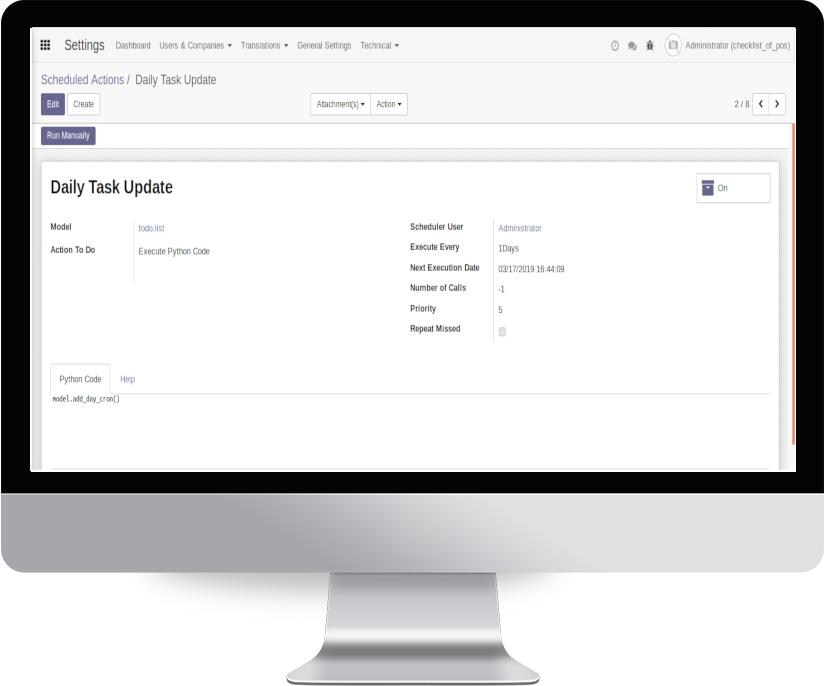 Settings Dashboard Users & Companies Translations General Settings Technical Administrator (checklist_of_pos)
Scheduled Actions / Daily Task Update
Edit Create Attachment(s) Action 2 / 8
Run Manually
Daily Task Update
On
Model todo.list
Action To Do Execute Python Code
Scheduler User Administrator
Execute Every 1Days
Next Execution Date 03/17/2019 16:44:09
Number of Calls -1
Priority 5
Repeat Missed
Python Code Help
model.add_day_cron()